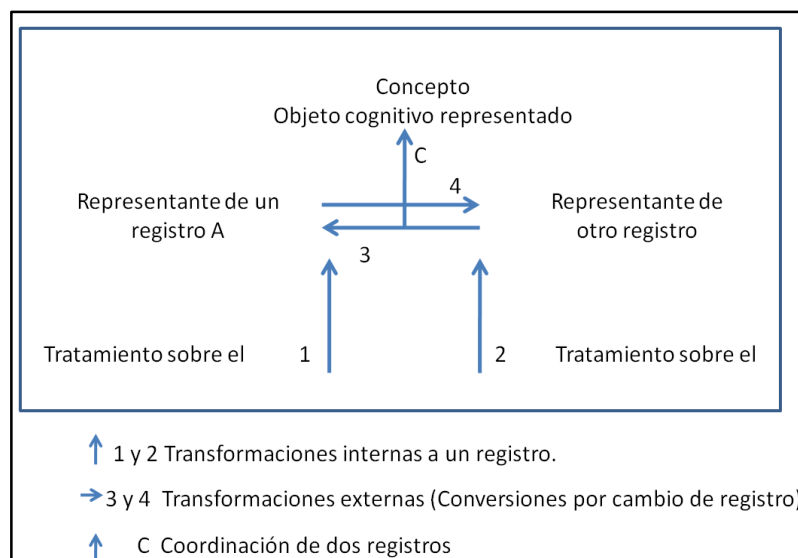 Concepto
Objeto cognitivo representado
C
4
Representante de un
registro A
Representante de
otro registro
3
Tratamiento sobre el
1
2
Tratamiento sobre el
1 y 2 Transformaciones internas a un registro.
3 y 4 Transformaciones externas (Conversiones por cambio de registro)
C Coordinación de dos registros